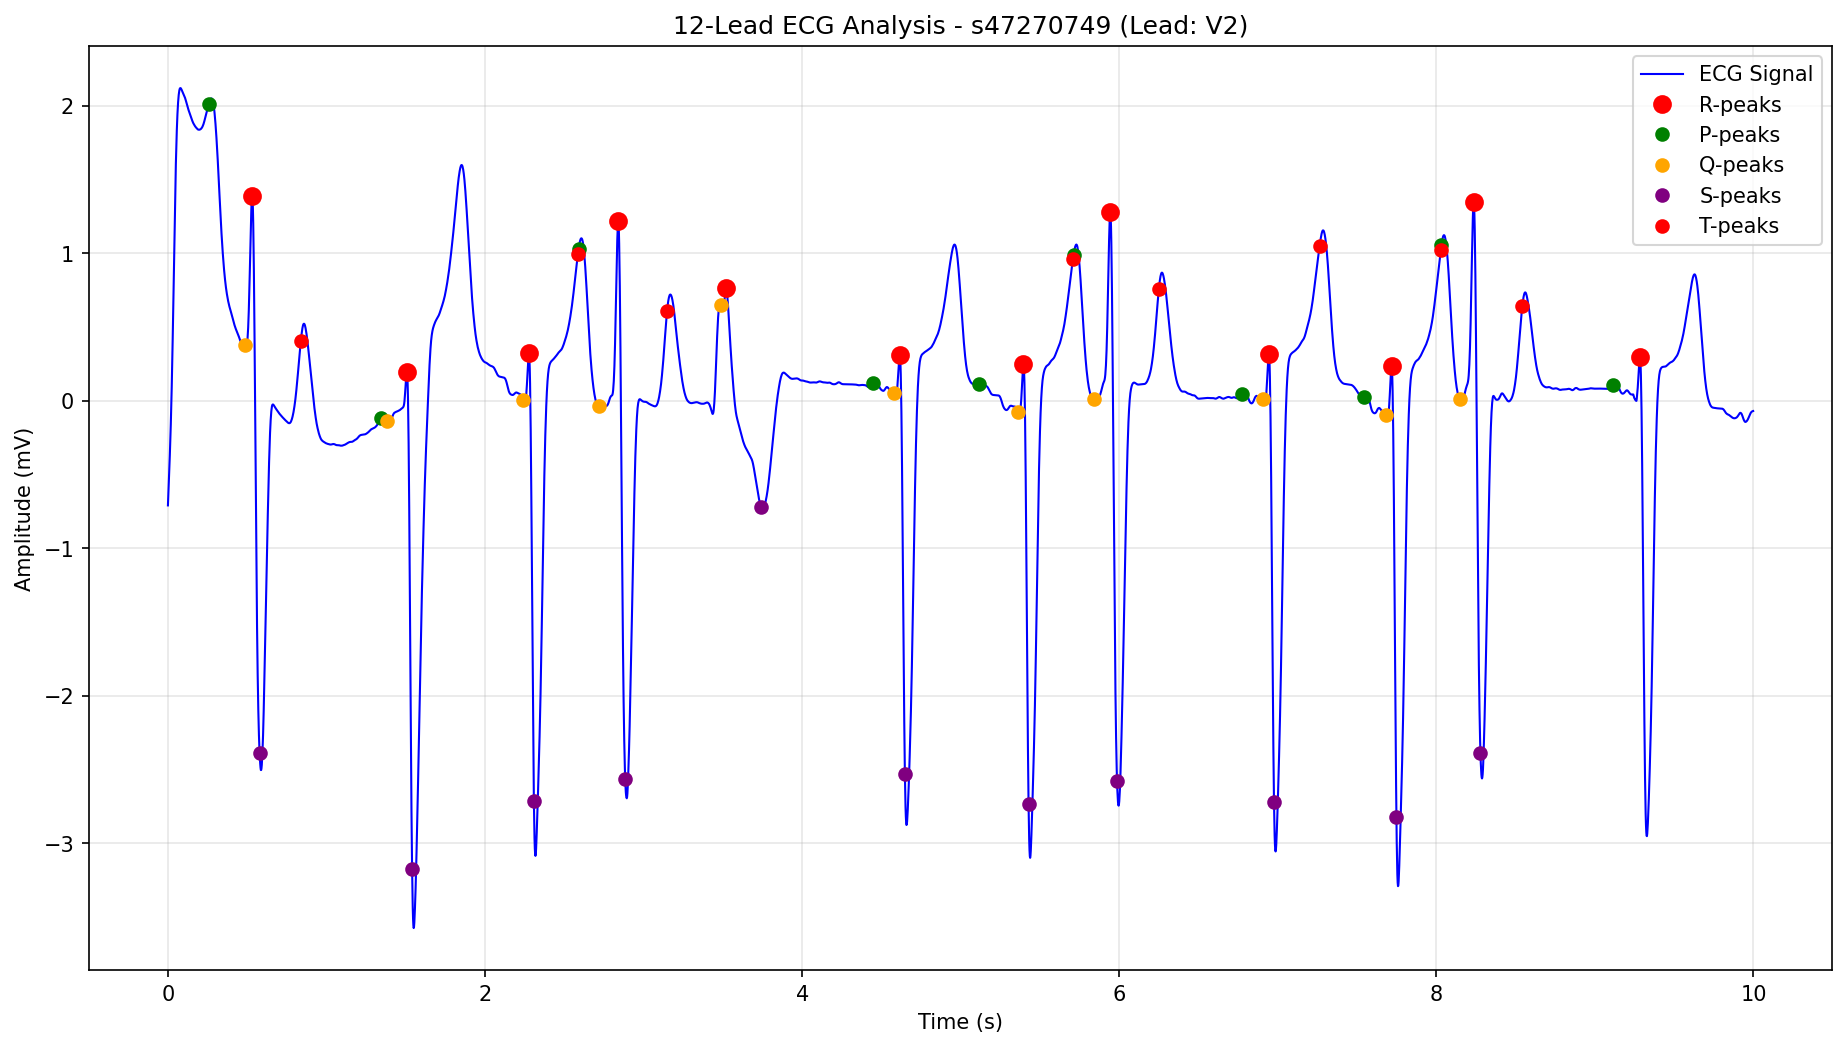 12-Lead ECG Analysis - s47270749 (Lead: V2)
ECG Signal
R-peaks
P-peaks
Q-peaks
S-peaks
T-peaks
Amplitude (mV)
2
1
0
−1
−2
−3
0 2 4 6 8 10
Time (s)